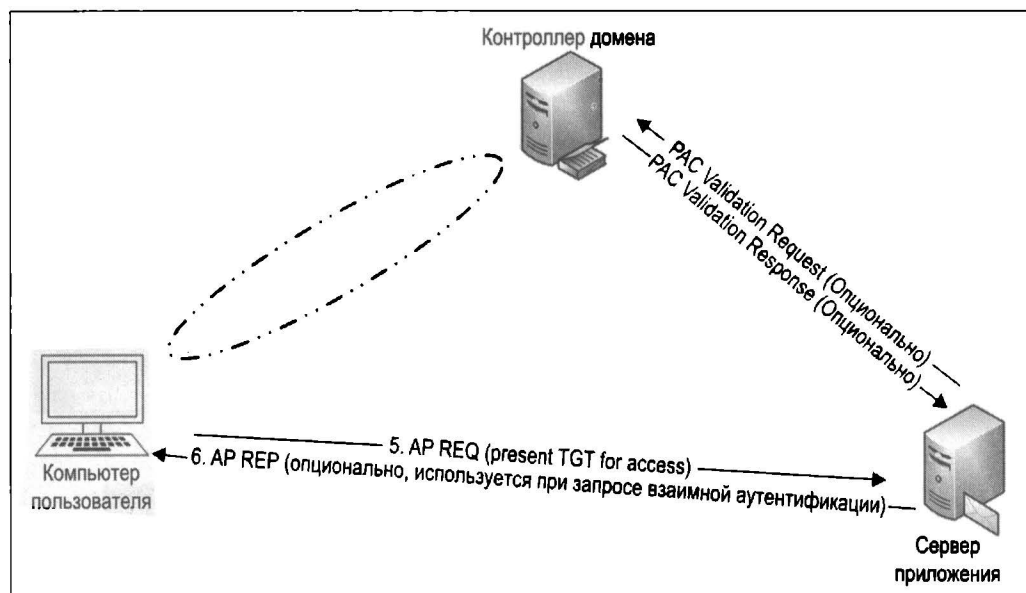 Контроллер домена
PAC Validation Request (Опционально)
PAC Validation Response (Опционально)
5. AP REQ (present TGT for access)
6. AP REP (опционально, используется при запросе взаимной аутентификации)
Компьютер
пользователя
Сервер
приложения